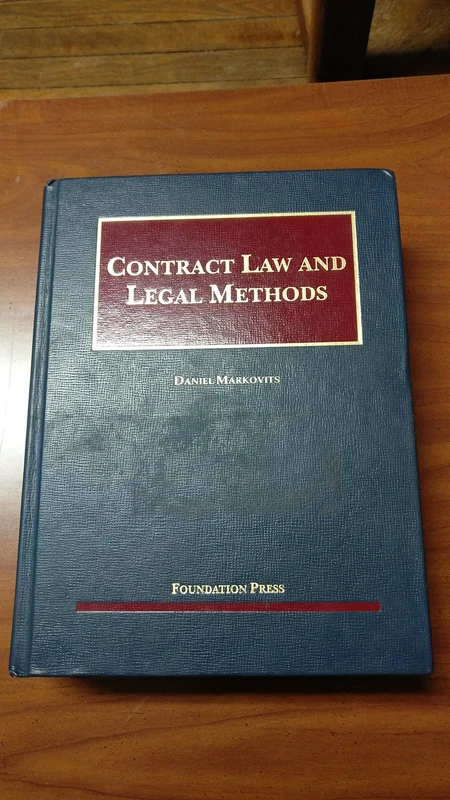 CONTRACT LAW AND
LEGAL METHODS
DANIEL MARKOVITS
FOUNDATION PRESS